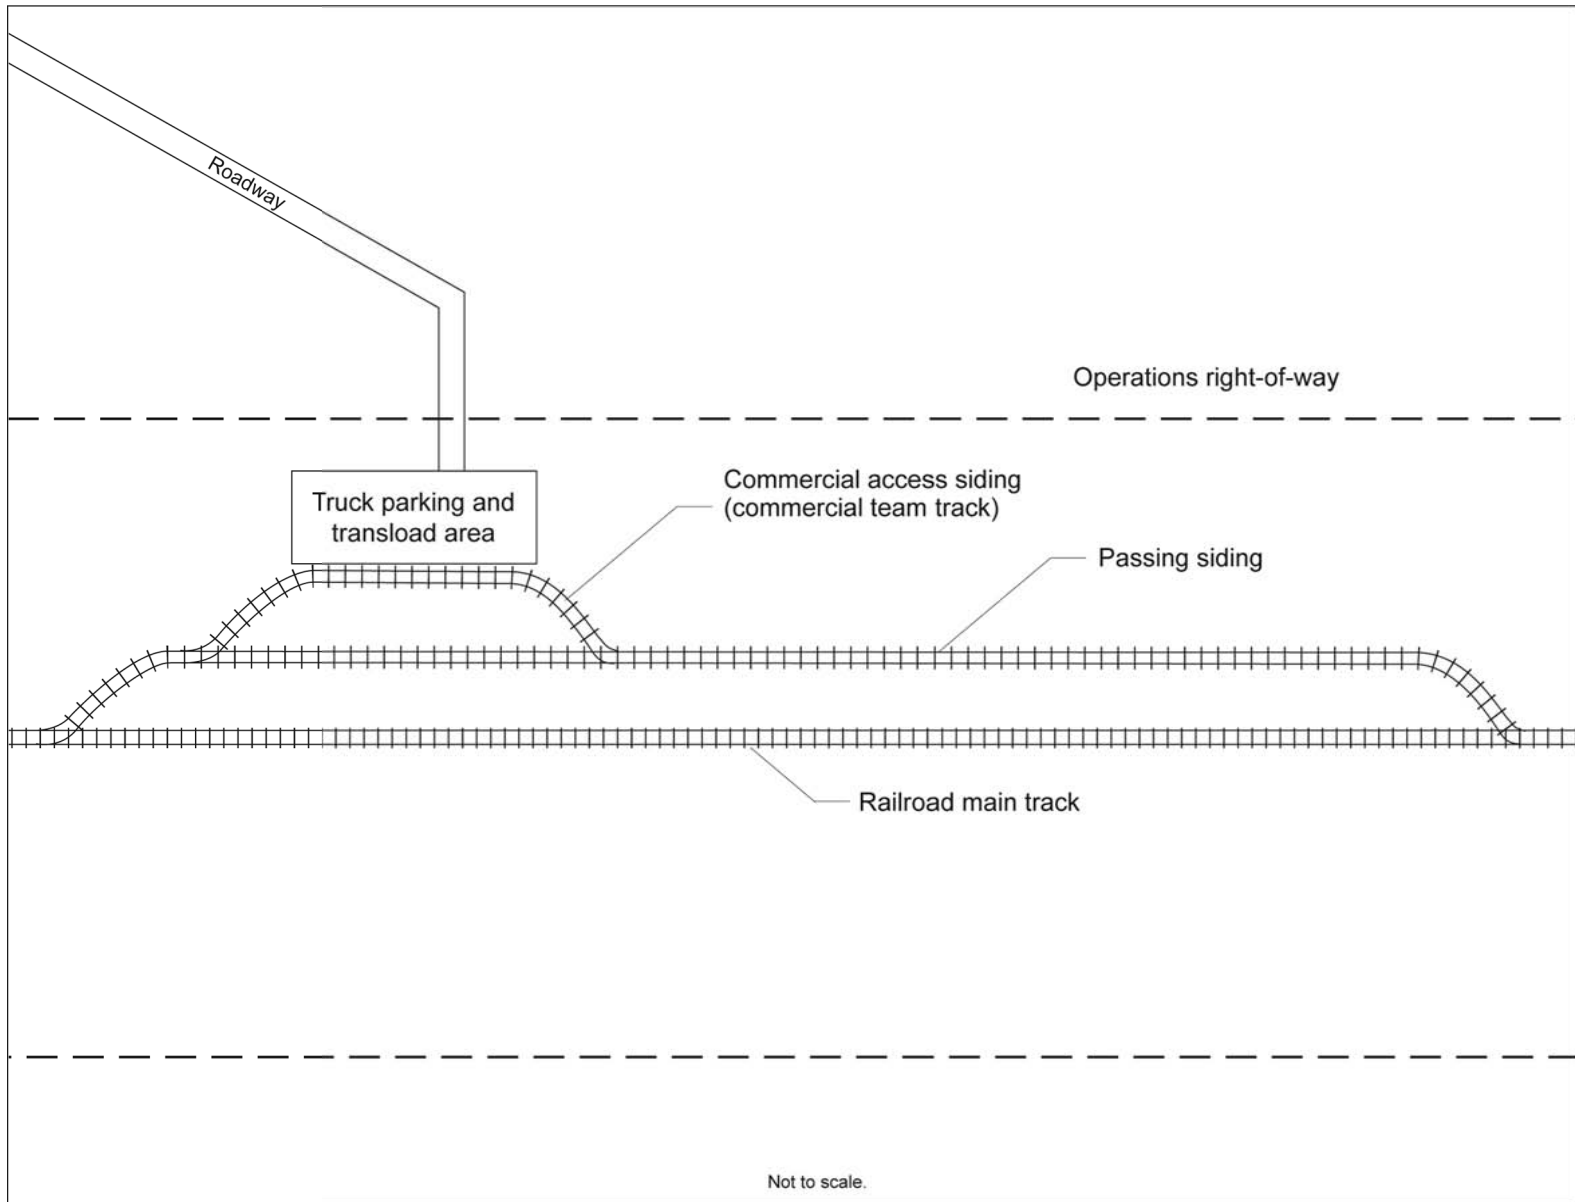 Roadway
Operations right-of-way
Truck parking and
transload area
Commercial access siding
(commercial team track)
Passing siding
Railroad main track
Not to scale.